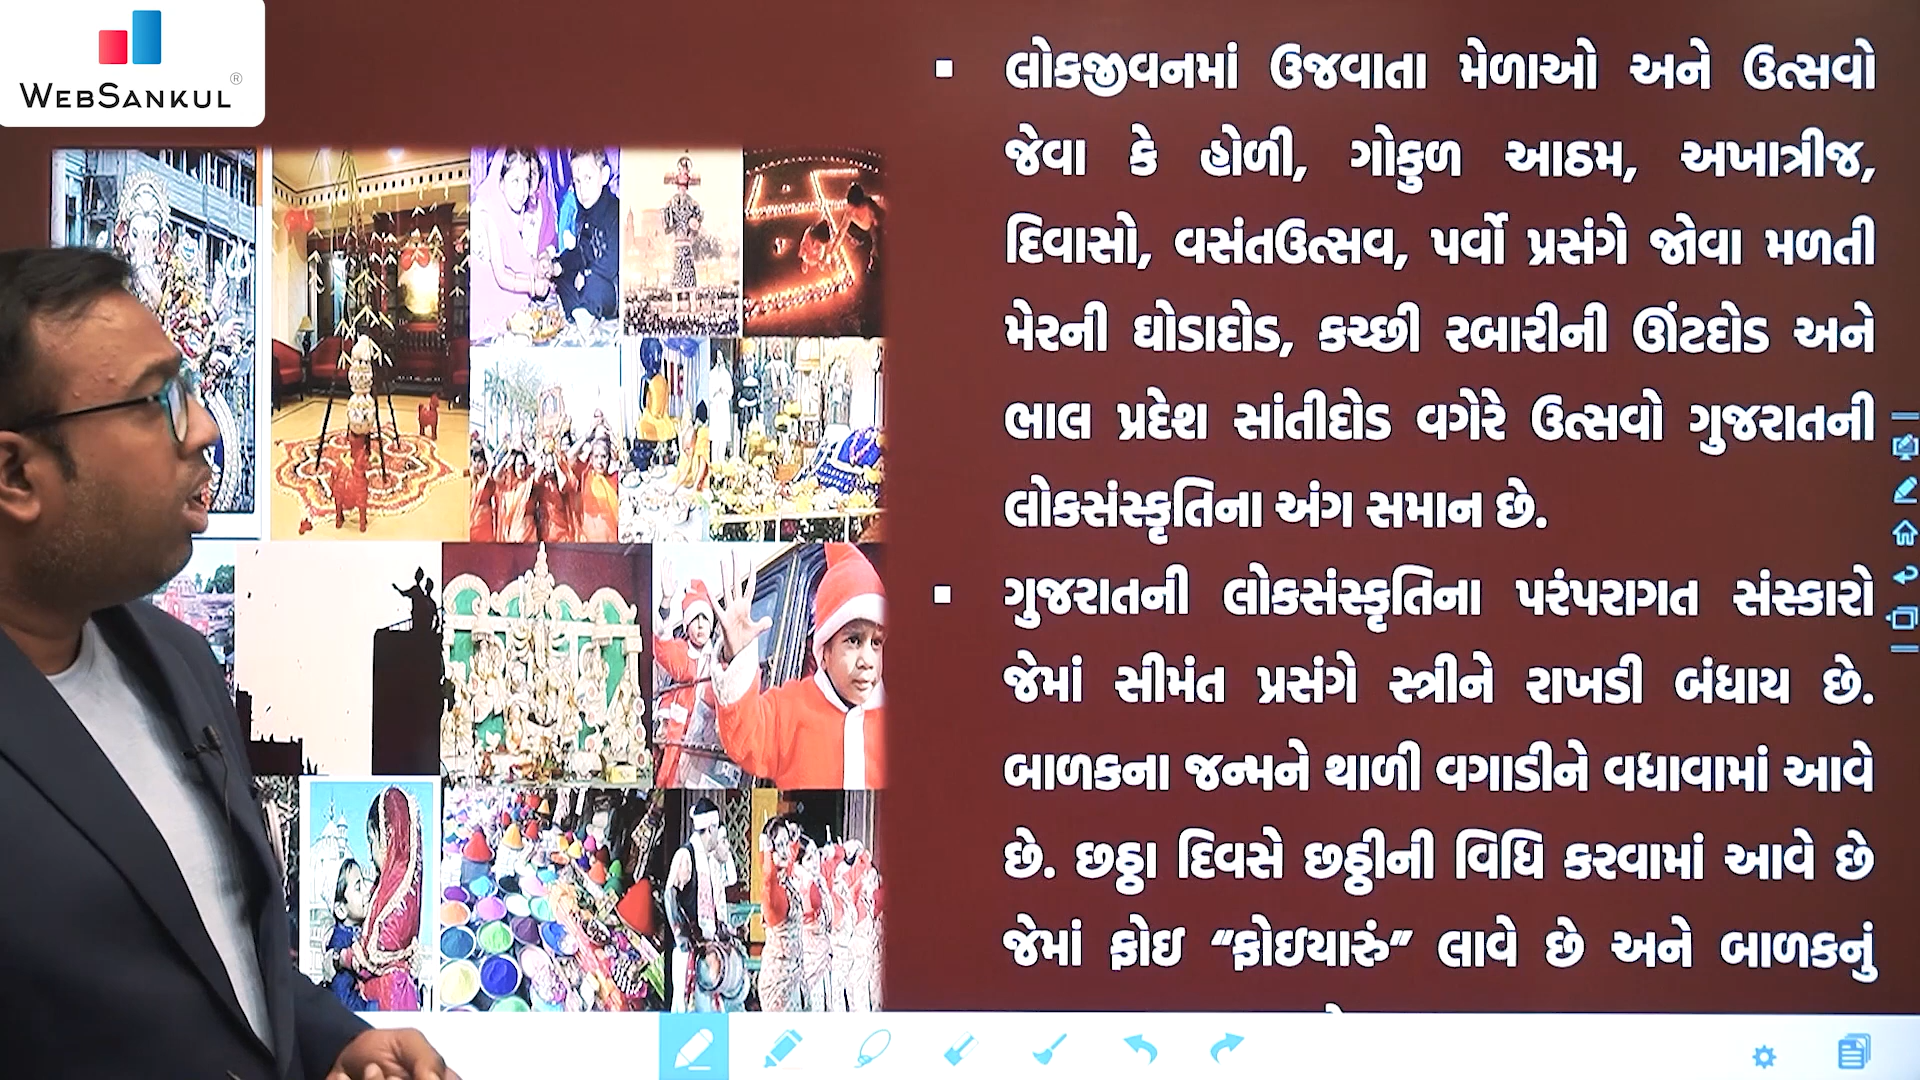 WEBSANKUL®
▪ લોકજીવનમાં ઉજવાતા મેળાઓ અને ઉત્સવો
જેવા કે હોળી, ગોકુળ આઠમ, અખાત્રીજ,
દિવાસો, વસંતઉત્સવ, પર્વો પ્રસંગે જોવા મળતી
મેરની ઘોડાદોડ, કચ્છી રબારીની ઊંટદોડ અને
ભાલ પ્રદેશ સાંતીદોડ વગેરે ઉત્સવો ગુજરાતની
લોકસંસ્કૃતિના અંગ સમાન છે.
▪ ગુજરાતની લોકસંસ્કૃતિના પરંપરાગત સંસ્કારો
જેમાં સીમંત પ્રસંગે સ્ત્રીને રાખડી બંધાય છે.
બાળકના જન્મને થાળી વગાડીને વધાવામાં આવે
છે. છઠ્ઠા દિવસે છઠ્ઠીની વિધિ કરવામાં આવે છે
જેમાં ફોઇ “ફોઇયારું” લાવે છે અને બાળકનું